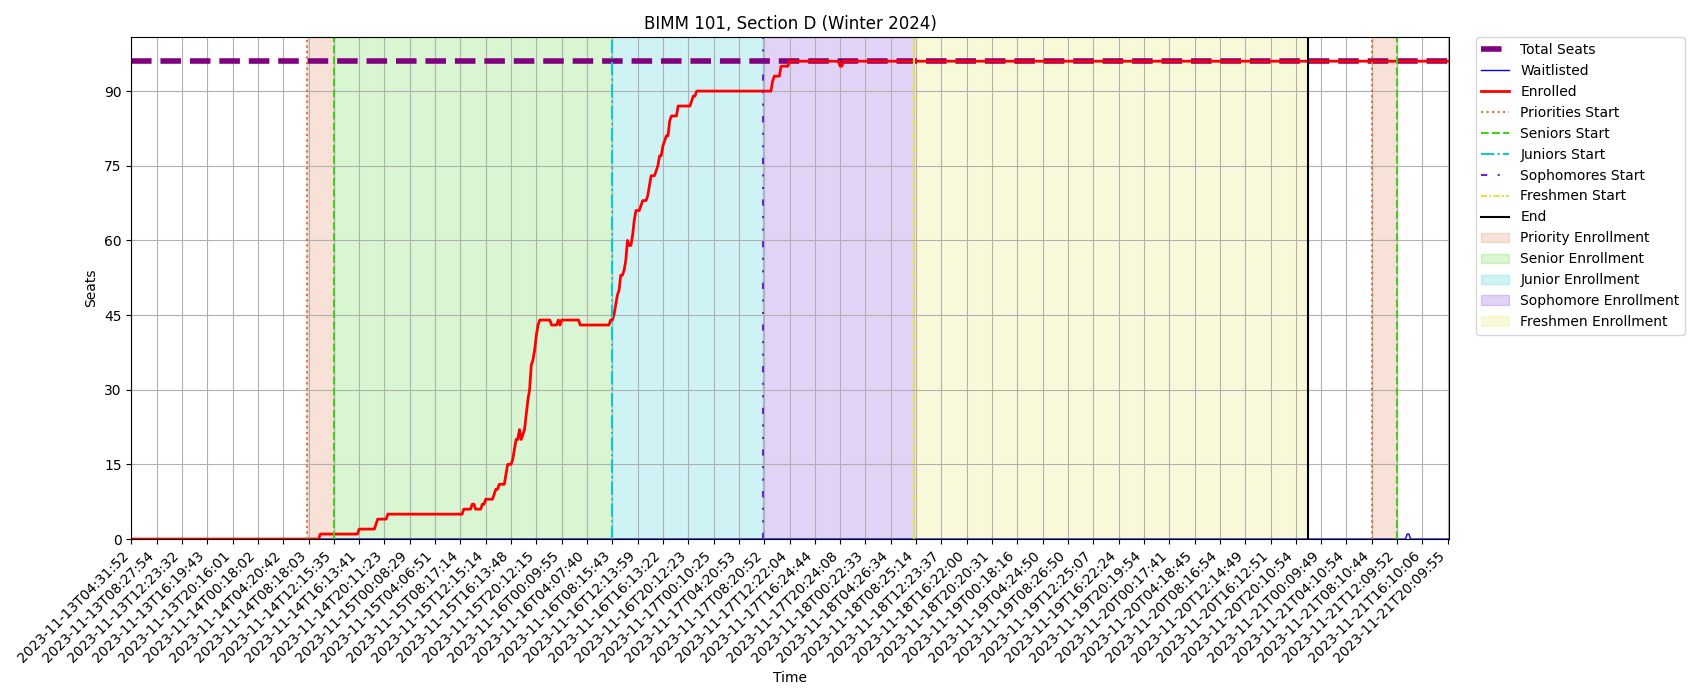 BIMM 101, Section D (Winter 2024)
Total Seats
Waitlisted
Enrolled
Priorities Start
Seniors Start
Juniors Start
Sophomores Start
Freshmen Start
End
Priority Enrollment
Senior Enrollment
Junior Enrollment
Sophomore Enrollment
Freshmen Enrollment
Seats
90
75
60
45
30
15
0
2023-11-13T04:31:52
2023-11-13T08:27:54
2023-11-13T12:23:32
2023-11-13T16:19:43
2023-11-13T20:16:01
2023-11-14T00:18:02
2023-11-14T04:20:42
2023-11-14T08:18:03
2023-11-14T12:15:35
2023-11-14T16:13:41
2023-11-14T20:11:23
2023-11-15T00:08:29
2023-11-15T04:06:51
2023-11-15T08:17:14
2023-11-15T12:15:14
2023-11-15T16:13:48
2023-11-15T20:12:15
2023-11-16T00:09:55
2023-11-16T04:07:40
2023-11-16T08:15:43
2023-11-16T12:13:59
2023-11-16T16:13:22
2023-11-16T20:12:23
2023-11-17T00:10:25
2023-11-17T04:20:53
2023-11-17T08:20:52
2023-11-17T12:22:04
2023-11-17T16:24:44
2023-11-17T20:24:08
2023-11-18T00:22:33
2023-11-18T04:26:34
2023-11-18T08:25:14
2023-11-18T12:23:37
2023-11-18T16:22:00
2023-11-18T20:20:31
2023-11-19T00:18:16
2023-11-19T04:24:50
2023-11-19T08:26:50
2023-11-19T12:25:07
2023-11-19T16:22:24
2023-11-19T20:19:54
2023-11-20T00:17:41
2023-11-20T04:18:45
2023-11-20T08:16:54
2023-11-20T12:14:49
2023-11-20T16:12:51
2023-11-20T20:10:54
2023-11-21T00:09:49
2023-11-21T04:10:54
2023-11-21T08:10:44
2023-11-21T12:09:52
2023-11-21T16:10:06
2023-11-21T20:09:55
Time